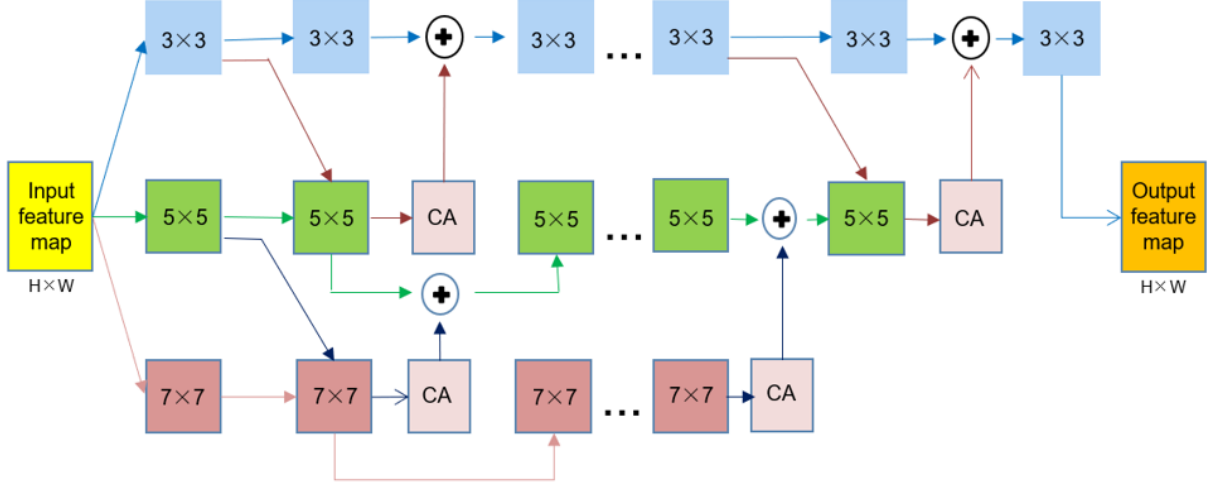 3×3 3×3 3×3 ... 3×3 3×3 3×3
Input
feature
map
H×W
5×5 5×5 CA 5×5 ... 5×5 5×5 CA
Output
feature
map
H×W
7×7 7×7 CA 7×7 ... 7×7 CA